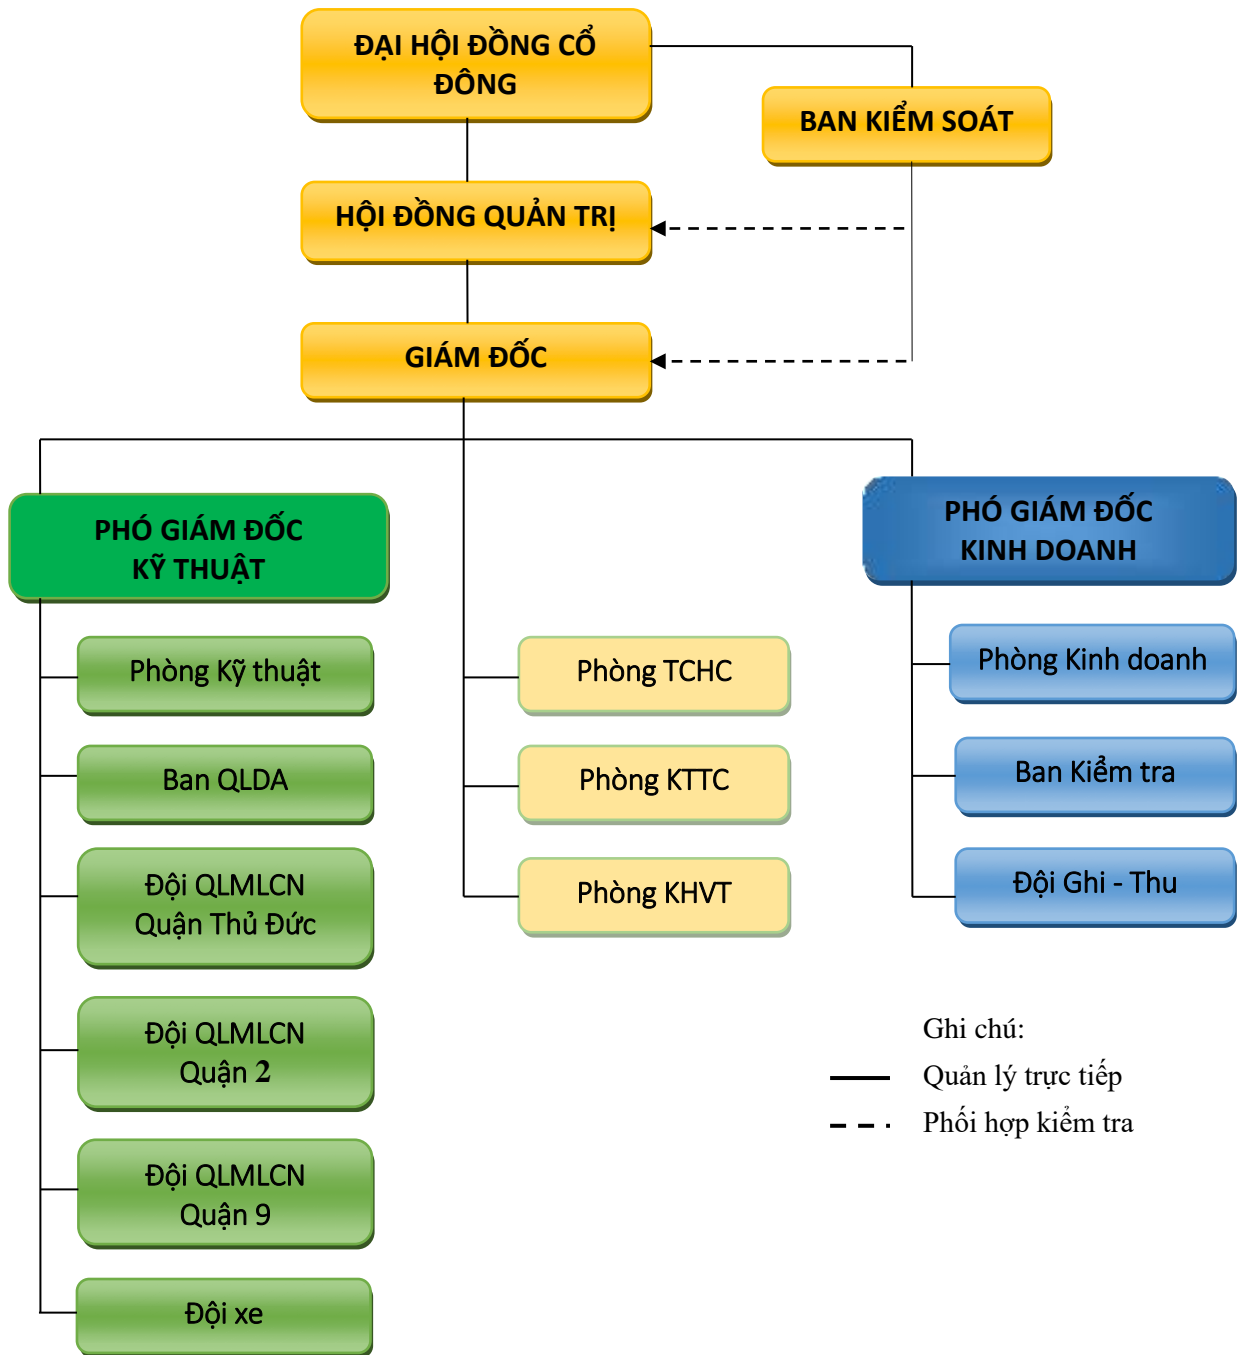 ĐẠI HỘI ĐỒNG CỔ
ĐÔNG
BAN KIỂM SOÁT
HỘI ĐỒNG QUẢN TRỊ
GIÁM ĐỐC
PHÓ GIÁM ĐỐC
KỸ THUẬT
PHÓ GIÁM ĐỐC
KINH DOANH
Phòng Kỹ thuật
Ban QLDA
Đội QLMLCN
Quận Thủ Đức
Đội QLMLCN
Quận 2
Đội QLMLCN
Quận 9
Đội xe
Phòng TCHC
Phòng KTTC
Phòng KHVT
Phòng Kinh doanh
Ban Kiểm tra
Đội Ghi - Thu
Ghi chú:
Quản lý trực tiếp
Phối hợp kiểm tra